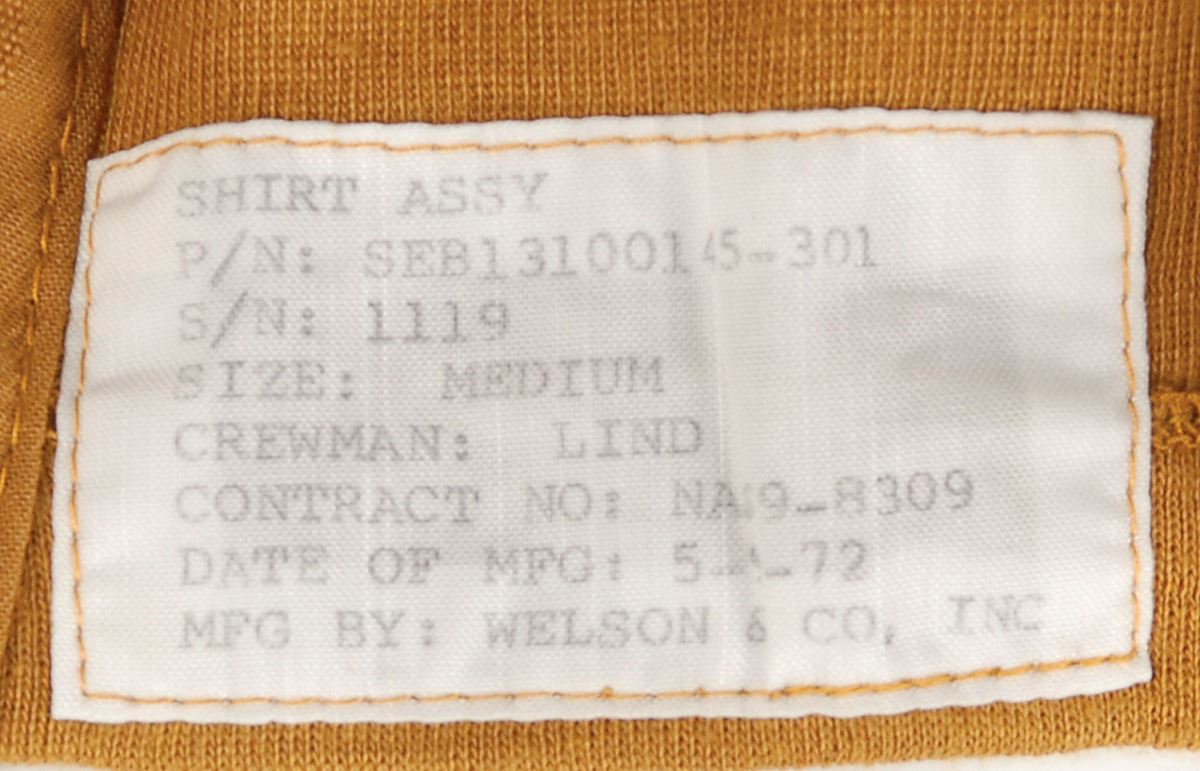 SHIRT ASSY
P/N: SEB13100145-301
S/N: 1119
SIZE: MEDIUM
CREWMAN: LIND
CONTRACT NO:
DATE OF MFG:
MFG BY: WELSON & CO, INC